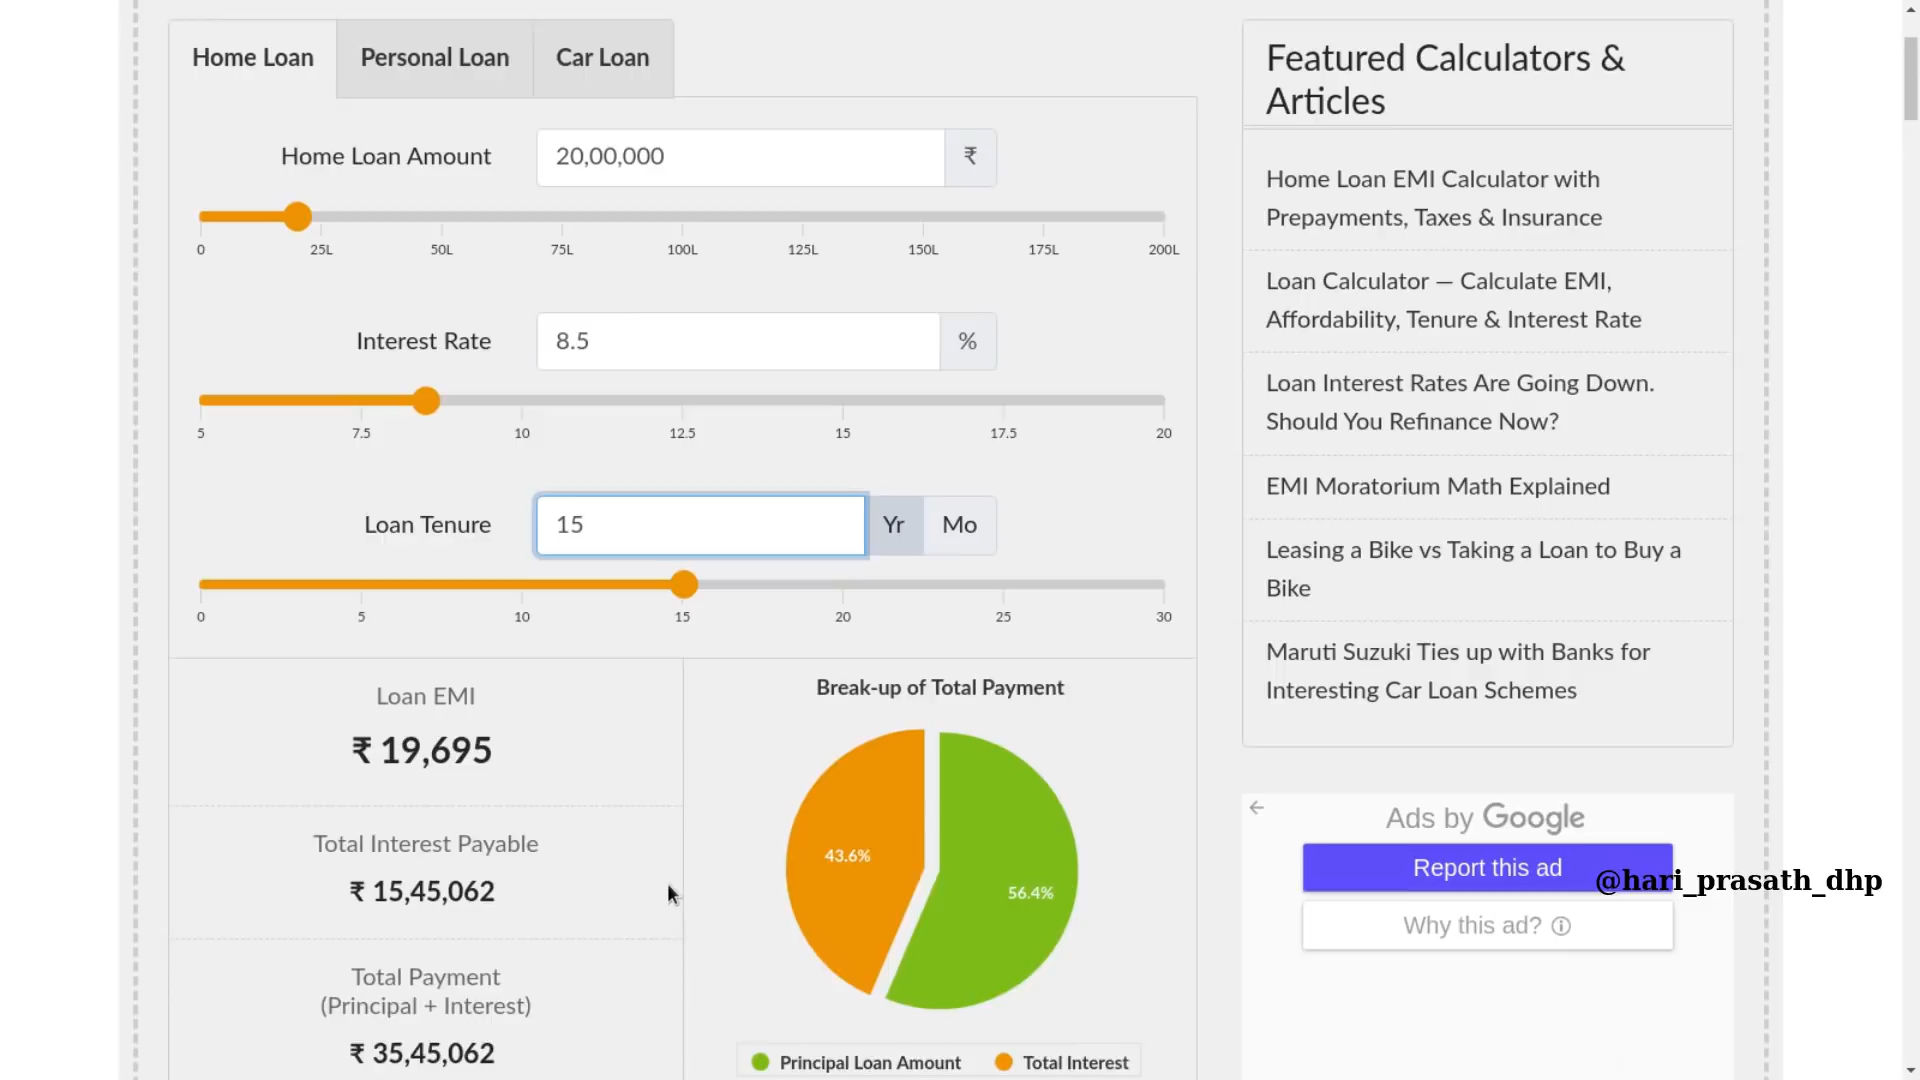 Home Loan
Personal Loan
Car Loan
Home Loan Amount
20,00,000
₹
0
25L
50L
75L
100L
125L
150L
175L
200L
Interest Rate
8.5
%
5
7.5
10
12.5
15
17.5
20
Loan Tenure
15
Yr
Mo
0
5
10
15
20
25
30
Loan EMI
₹ 19,695
Total Interest Payable
₹ 15,45,062
Total Payment
(Principal + Interest)
₹ 35,45,062
Break-up of Total Payment
43.6%
56.4%
Principal Loan Amount
Total Interest
Featured Calculators &
Articles
Home Loan EMI Calculator with
Prepayments, Taxes & Insurance
Loan Calculator — Calculate EMI,
Affordability, Tenure & Interest Rate
Loan Interest Rates Are Going Down.
Should You Refinance Now?
EMI Moratorium Math Explained
Leasing a Bike vs Taking a Loan to Buy a
Bike
Maruti Suzuki Ties up with Banks for
Interesting Car Loan Schemes
Ads by Google
Report this ad
@hari_prasath_dhp
Why this ad?